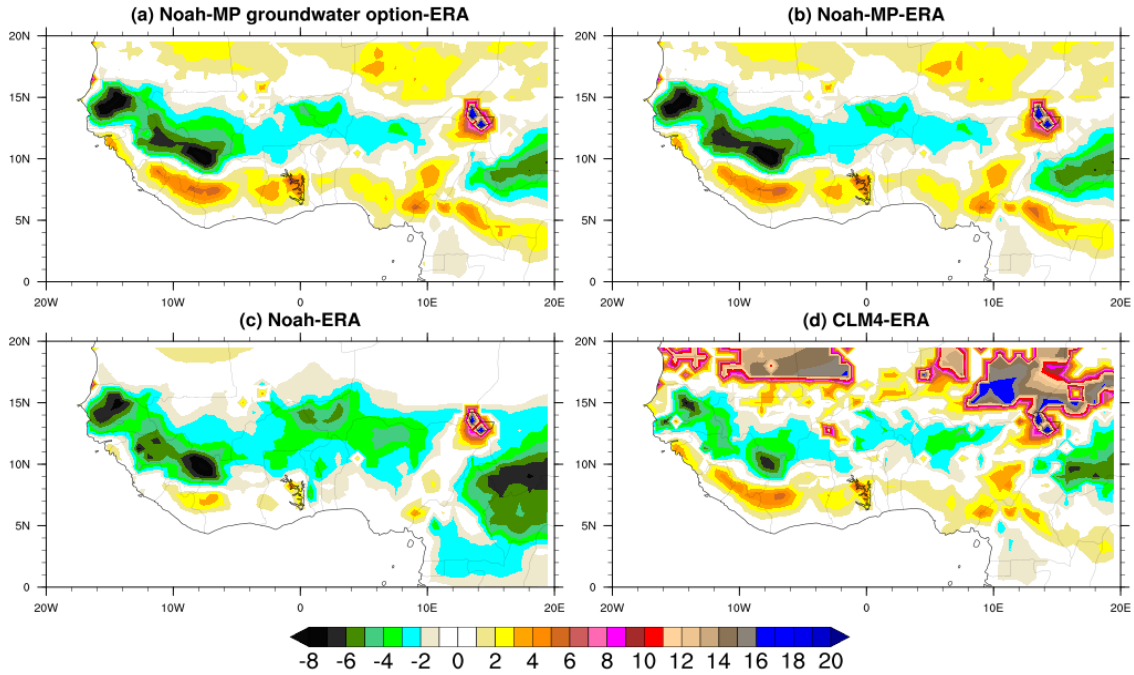 (a) Noah-MP groundwater option-ERA
(b) Noah-MP-ERA
20N
15N
10N
5N
0
20W 10W 0 10E 20E
20N
15N
10N
5N
0
20W 10W 0 10E 20E
(c) Noah-ERA
(d) CLM4-ERA
20N
15N
10N
5N
0
20W 10W 0 10E 20E
20N
15N
10N
5N
0
20W 10W 0 10E 20E
-8 -6 -4 -2 0 2 4 6 8 10 12 14 16 18 20